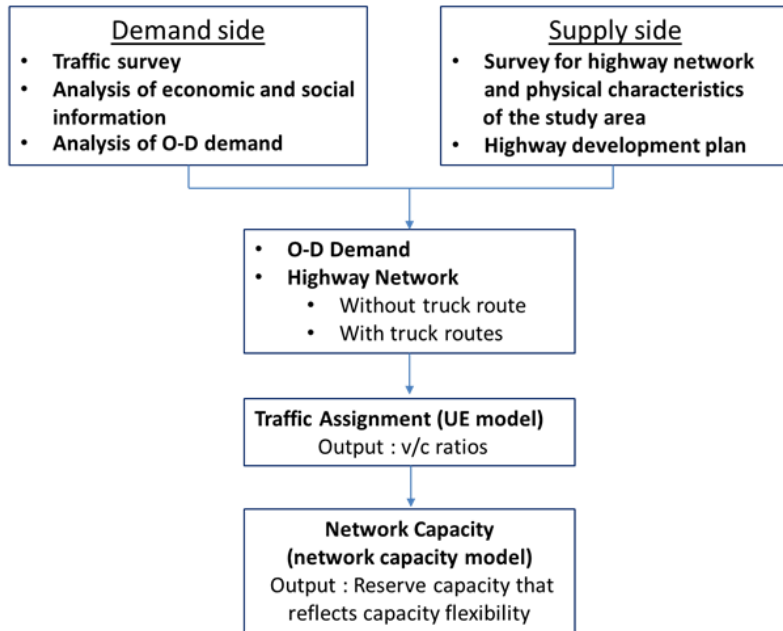 Demand side
• Traffic survey
• Analysis of economic and social
information
• Analysis of O-D demand
Supply side
• Survey for highway network
and physical characteristics
of the study area
• Highway development plan
• O-D Demand
• Highway Network
• Without truck route
• With truck routes
Traffic Assignment (UE model)
Output : v/c ratios
Network Capacity
(network capacity model)
Output : Reserve capacity that
reflects capacity flexibility